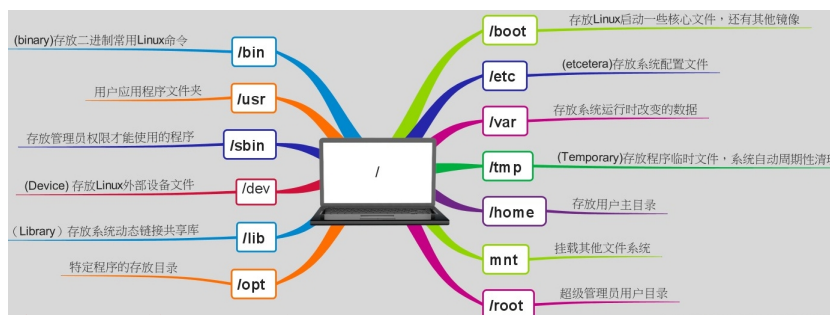 (binary)存放二进制常用Linux命令
/bin
用户应用程序文件夹
/usr
存放管理员权限才能使用的程序
/sbin
(Device) 存放Linux外部设备文件
/dev
（Library）存放系统动态链接共享库
/lib
特定程序的存放目录
/opt
/
/boot
存放Linux启动一些核心文件，还有其他镜像
/etc
(etcetera)存放系统配置文件
/var
存放系统运行时改变的数据
/tmp
(Temporary)存放程序临时文件，系统自动周期性清理
/home
存放用户主目录
mnt
挂载其他文件系统
/root
超级管理员用户目录